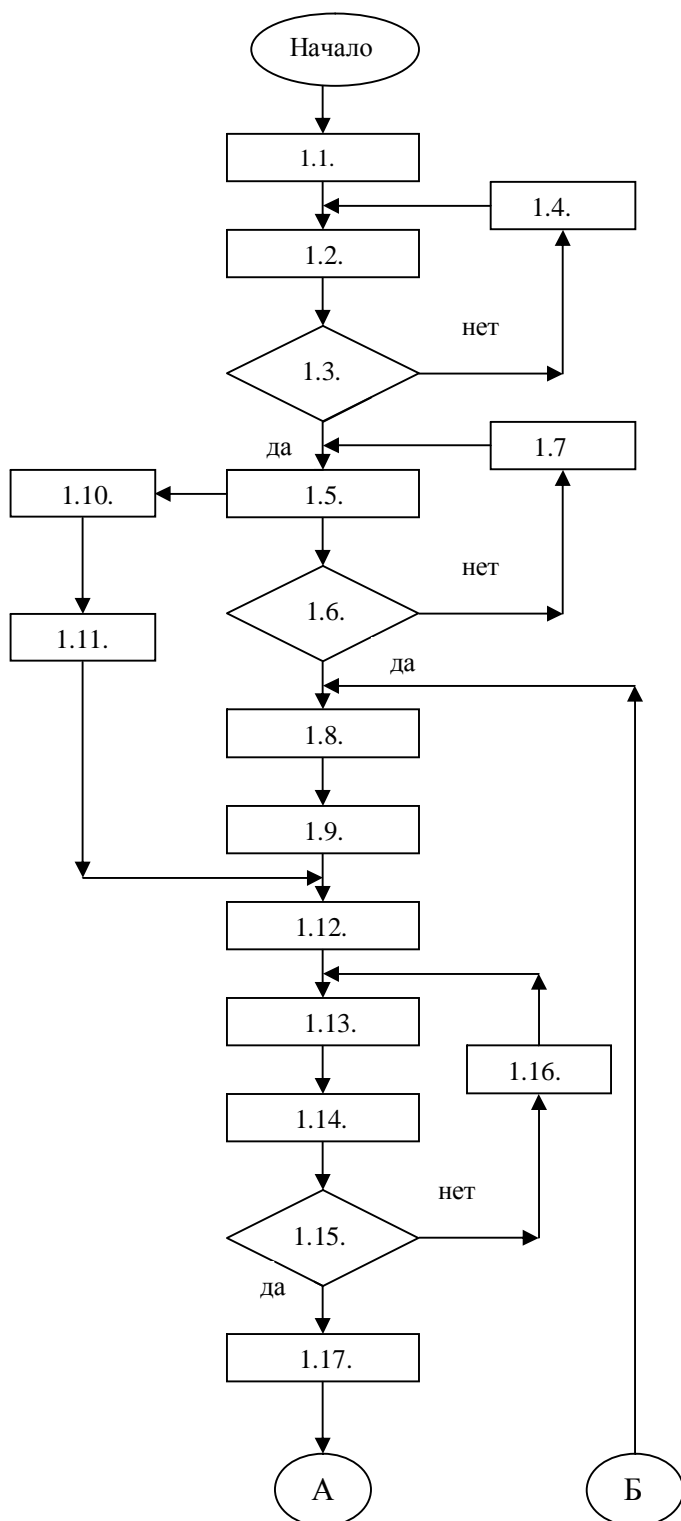 Начало
1.1.
1.4.
1.2.
нет
1.3.
да
1.7
1.10.
1.5.
нет
1.6.
1.11.
да
1.8.
1.9.
1.12.
1.13.
1.16.
1.14.
нет
1.15.
да
1.17.
А
Б